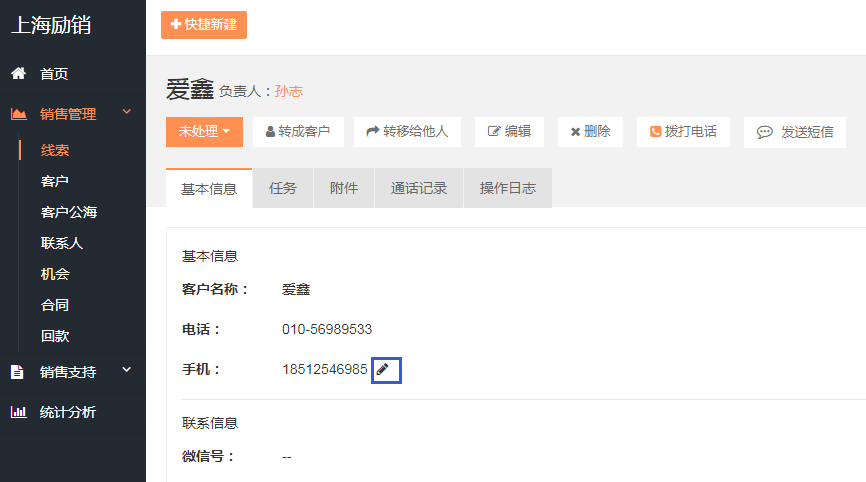 上海励销
快捷新建
首页
销售管理
线索
客户
客户公海
联系人
机会
合同
回款
销售支持
统计分析
爱鑫 负责人：孙志
未处理 转成客户 转移给他人 编辑 删除 拨打电话 发送短信
基本信息 任务 附件 通话记录 操作日志
基本信息
客户名称： 爱鑫
电话： 010-56989533
手机： 18512546985
联系信息
微信号： --